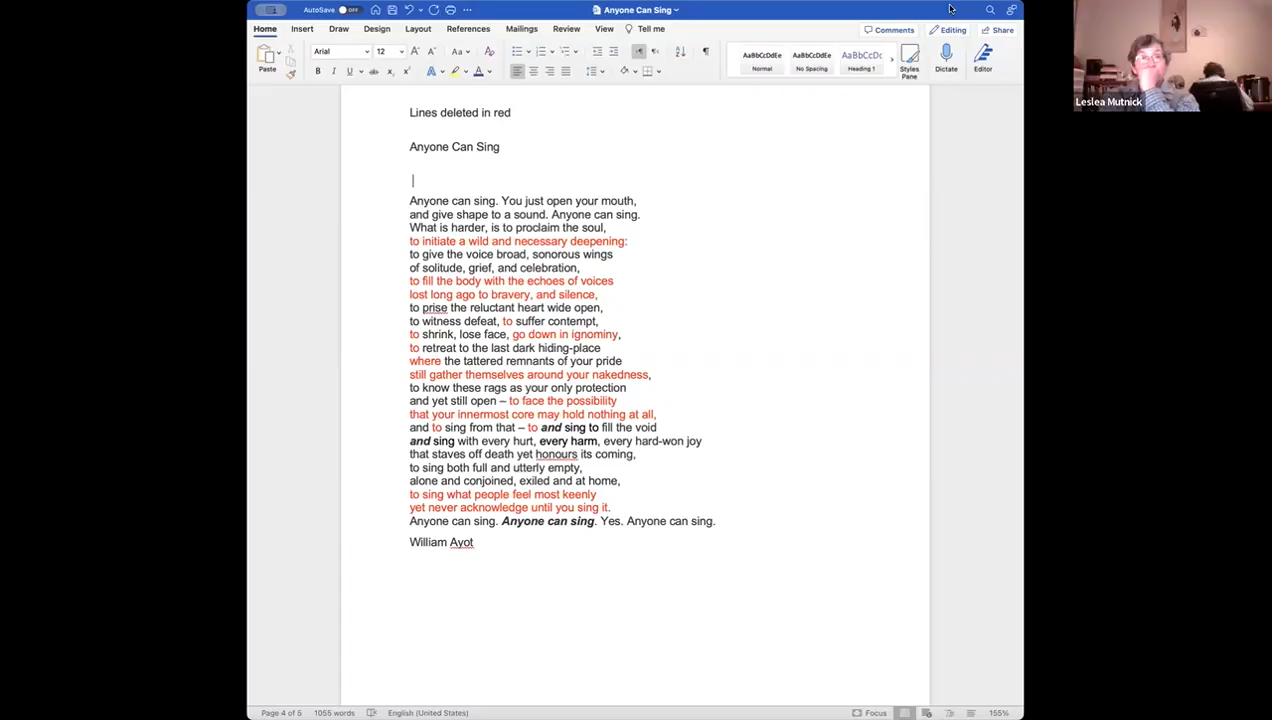 AutoSave OFF
Anyone Can Sing
Home Insert Draw Design Layout References Mailings Review View Tell me
Comments Editing Share
Paste
Arial 12
AaBbCcDdEe AaBbCcDdEe AaBbCcDc
Normal No Spacing Heading 1
Styles Pane
Dictate
Editor
Leslea Mutnick
Lines deleted in red
Anyone Can Sing
Anyone can sing. You just open your mouth,
and give shape to a sound. Anyone can sing.
What is harder, is to proclaim the soul,
to initiate a wild and necessary deepening:
to give the voice broad, sonorous wings
of solitude, grief, and celebration,
to fill the body with the echoes of voices
lost long ago to bravery, and silence,
to prise the reluctant heart wide open,
to witness defeat, to suffer contempt,
to shrink, lose face, go down in ignominy,
to retreat to the last dark hiding-place
where the tattered remnants of your pride
still gather themselves around your nakedness,
to know these rags as your only protection
and yet still open – to face the possibility
that your innermost core may hold nothing at all,
and to sing from that – to and sing to fill the void
and sing with every hurt, every harm, every hard-won joy
that staves off death yet honours its coming,
to sing both full and utterly empty,
alone and conjoined, exiled and at home,
to sing what people feel most keenly
yet never acknowledge until you sing it.
Anyone can sing. Anyone can sing. Yes. Anyone can sing.
William Ayot
Page 4 of 5 1055 words English (United States) Focus 155%